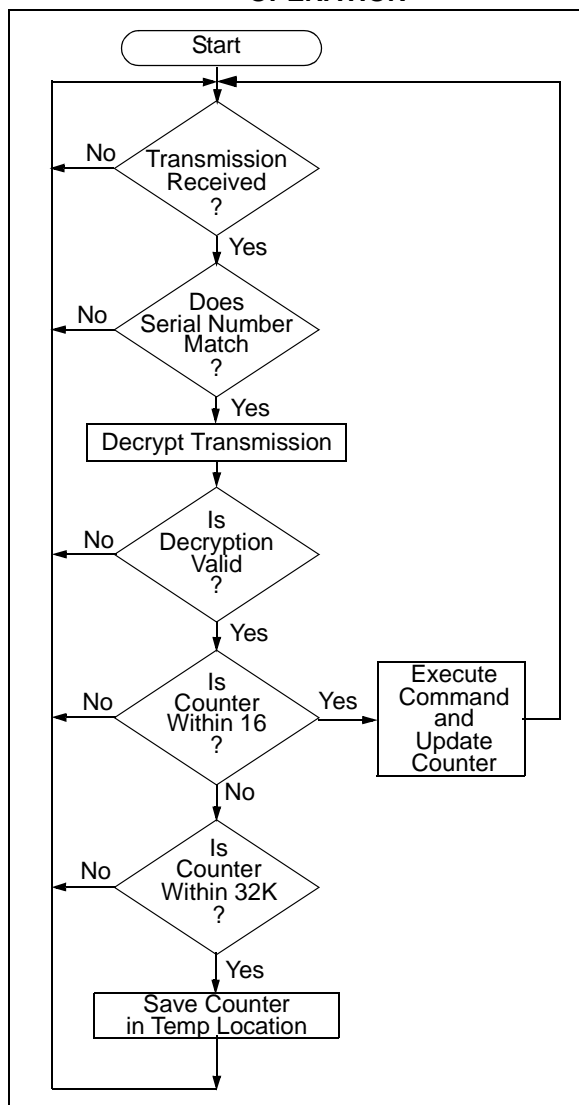 Start
No
Transmission
Received
?
Yes
Does
Serial Number
Match
?
No
Yes
Decrypt Transmission
Is
Decryption
Valid
?
No
Yes
Is
Counter
Within 16
?
No
Yes
Execute
Command
and
Update
Counter
No
Is
Counter
Within 32K
?
No
Yes
Save Counter
in Temp Location